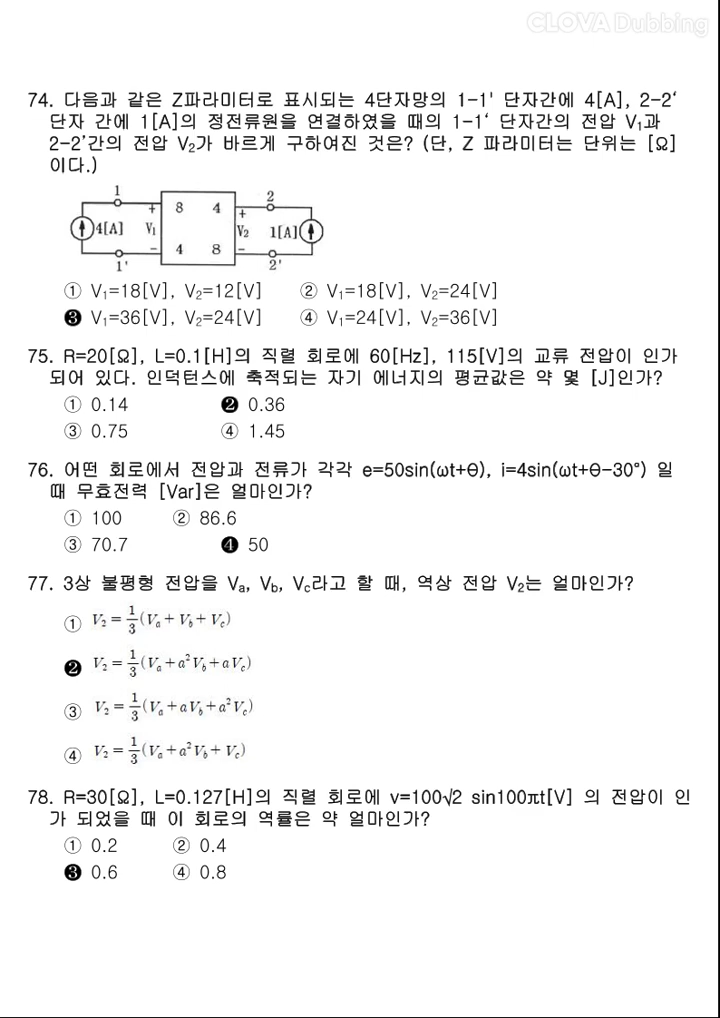 CLOVA Dubbing
74. 다음과 같은 Z파라미터로 표시되는 4단자망의 1-1' 단자간에 4[A], 2-2‘
단자 간에 1[A]의 정전류원을 연결하였을 때의 1-1‘ 단자간의 전압 V₁과
2-2’간의 전압 V₂가 바르게 구하여진 것은? (단, Z 파라미터는 단위는 [Ω]
이다.)
1 2
+ 8 4 +
4[A] V₁ V₂ 1[A]
- 4 8 -
1' 2'
① V₁=18[V], V₂=12[V] ② V₁=18[V], V₂=24[V]
❸ V₁=36[V], V₂=24[V] ④ V₁=24[V], V₂=36[V]
75. R=20[Ω], L=0.1[H]의 직렬 회로에 60[Hz], 115[V]의 교류 전압이 인가
되어 있다. 인덕턴스에 축적되는 자기 에너지의 평균값은 약 몇 [J]인가?
① 0.14 ❷ 0.36
③ 0.75 ④ 1.45
76. 어떤 회로에서 전압과 전류가 각각 e=50sin(ωt+θ), i=4sin(ωt+θ-30°) 일
때 무효전력 [Var]은 얼마인가?
① 100 ② 86.6
③ 70.7 ❹ 50
77. 3상 불평형 전압을 Vₐ, V_b, V_c라고 할 때, 역상 전압 V₂는 얼마인가?
① V₂ = 1/3 (Vₐ + V_b + V_c)
❷ V₂ = 1/3 (Vₐ + a² V_b + a V_c)
③ V₂ = 1/3 (Vₐ + a V_b + a² V_c)
④ V₂ = 1/3 (Vₐ + a² V_b + V_c)
78. R=30[Ω], L=0.127[H]의 직렬 회로에 v=100√2 sin100πt[V] 의 전압이 인
가 되었을 때 이 회로의 역률은 약 얼마인가?
① 0.2 ② 0.4
❸ 0.6 ④ 0.8